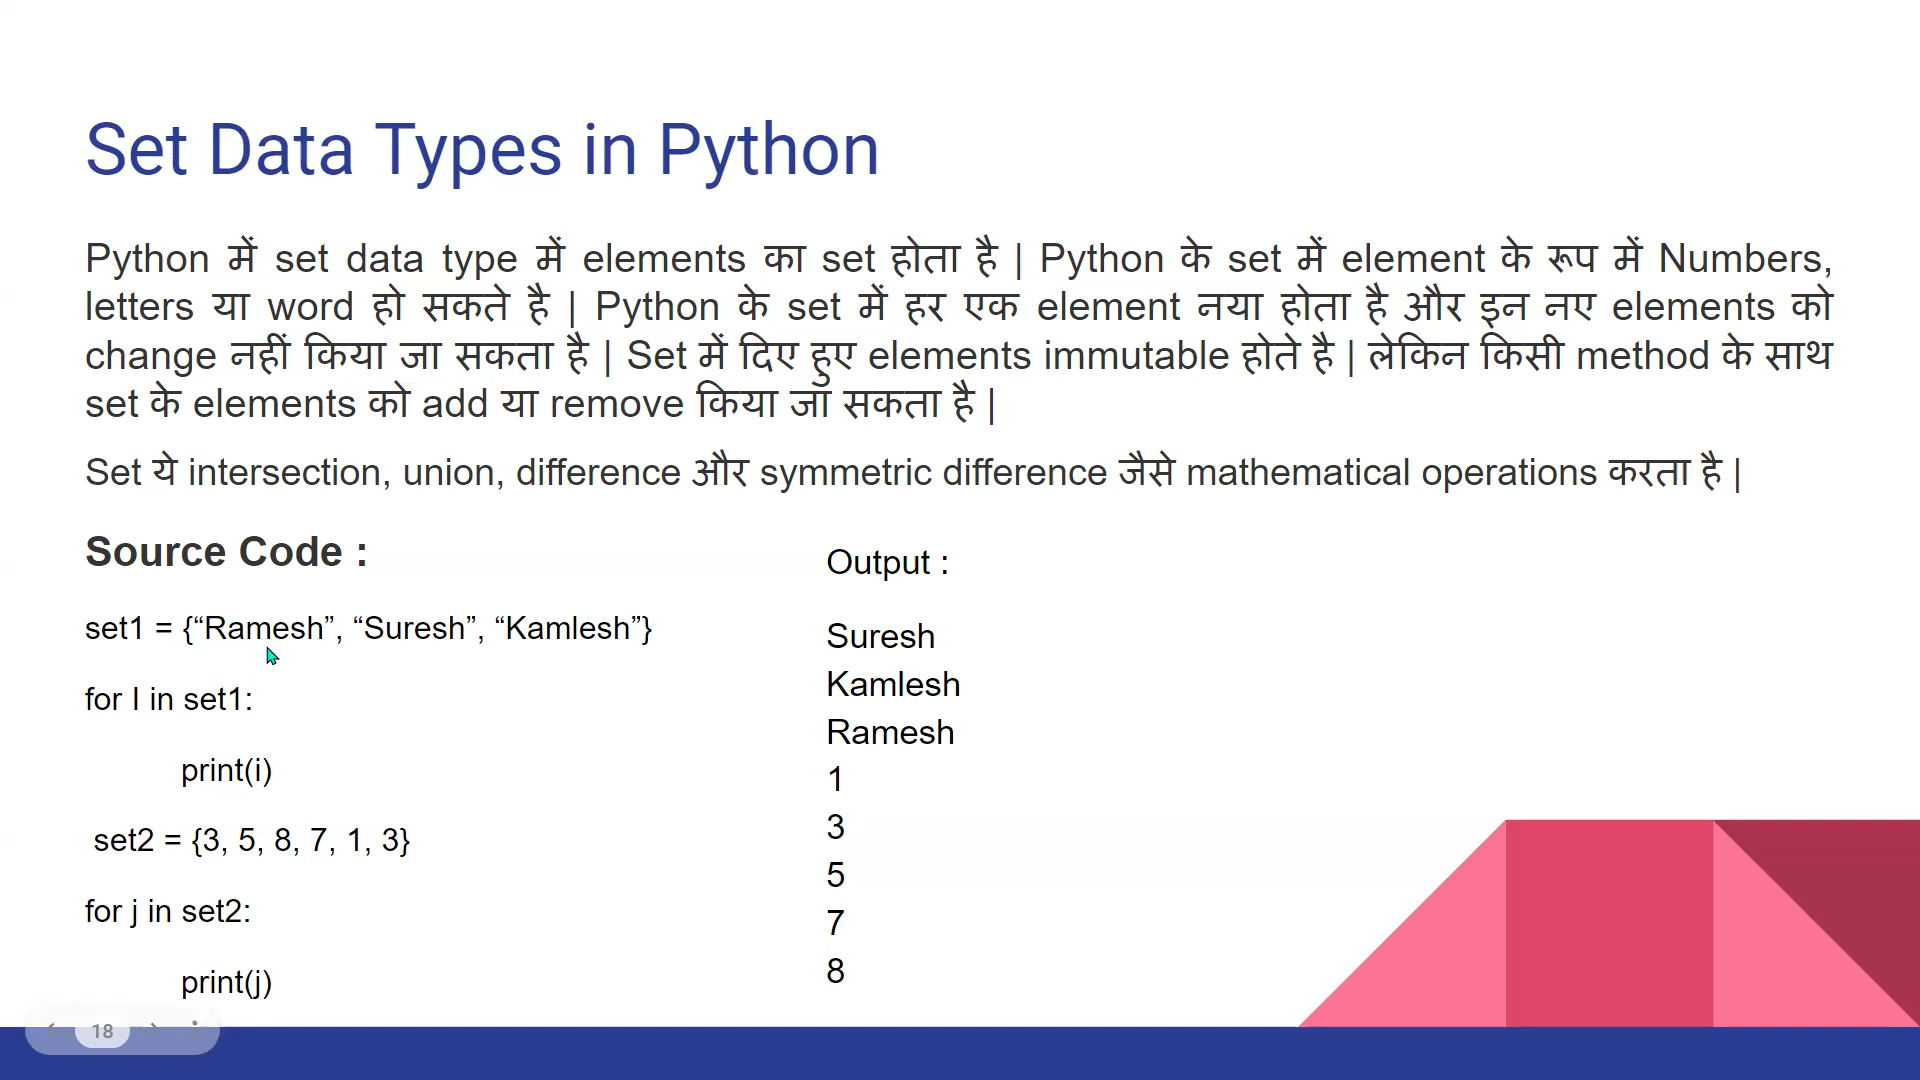 Set Data Types in Python
Python में set data type में elements का set होता है | Python के set में element के रूप में Numbers,
letters या word हो सकते है | Python के set में हर एक element नया होता है और इन नए elements को
change नहीं किया जा सकता है | Set में दिए हुए elements immutable होते है | लेकिन किसी method के साथ
set के elements को add या remove किया जा सकता है |
Set ये intersection, union, difference और symmetric difference जैसे mathematical operations करता है |
Source Code :
set1 = {“Ramesh”, “Suresh”, “Kamlesh”}
for I in set1:
print(i)
set2 = {3, 5, 8, 7, 1, 3}
for j in set2:
print(j)
Output :
Suresh
Kamlesh
Ramesh
1
3
5
7
8
18